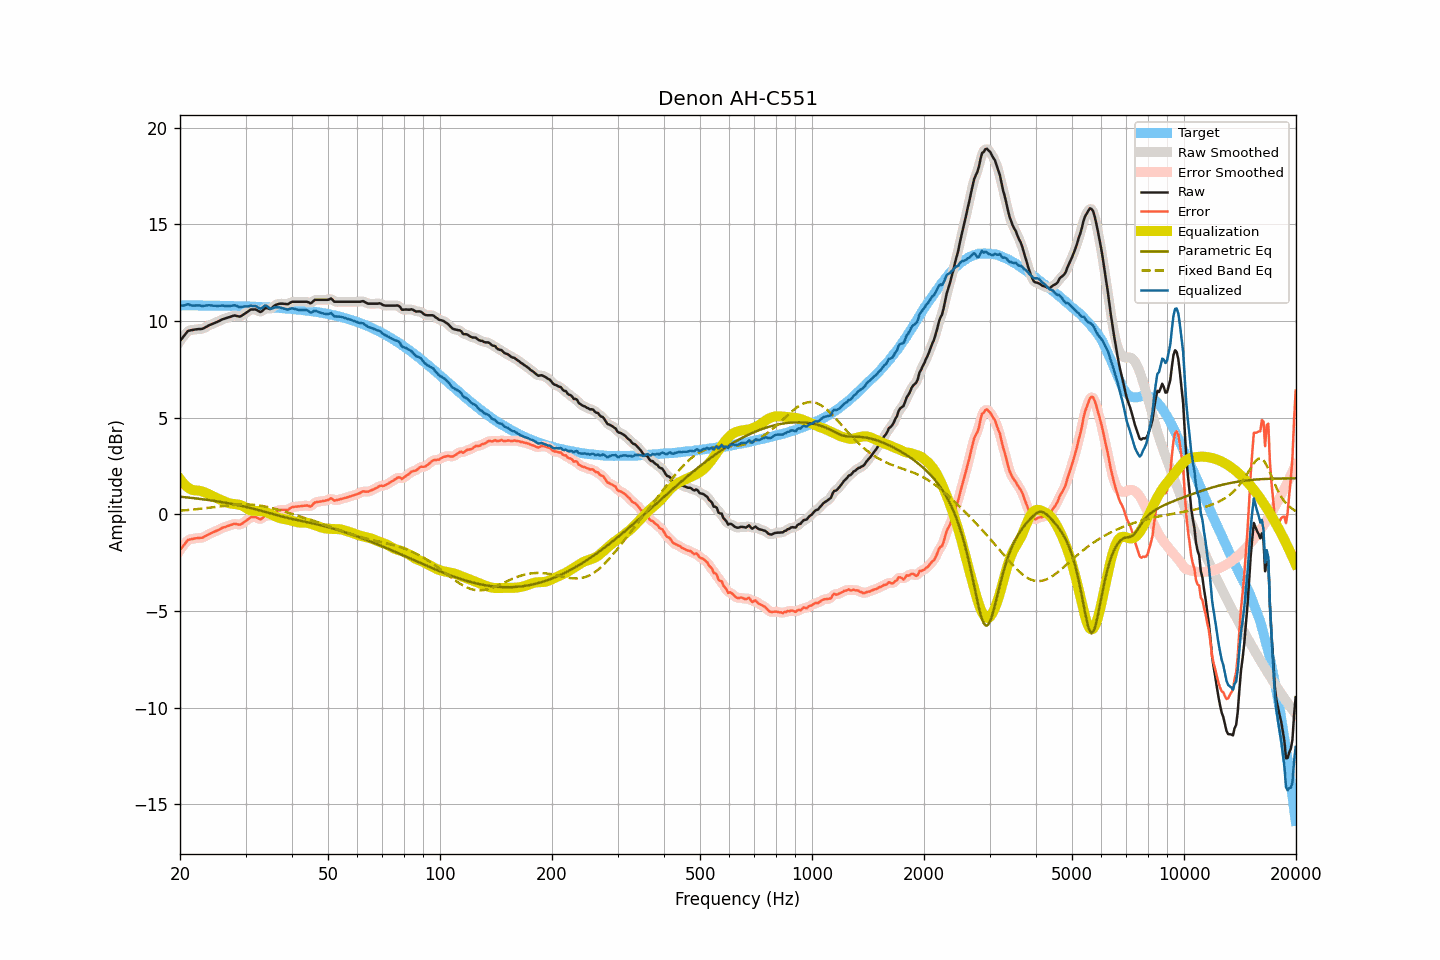 Denon AH-C551
20
15
10
5
0
−5
−10
−15
Amplitude (dBr)
Target
Raw Smoothed
Error Smoothed
Raw
Error
Equalization
Parametric Eq
Fixed Band Eq
Equalized
20 50 100 200 500 1000 2000 5000 10000 20000
Frequency (Hz)